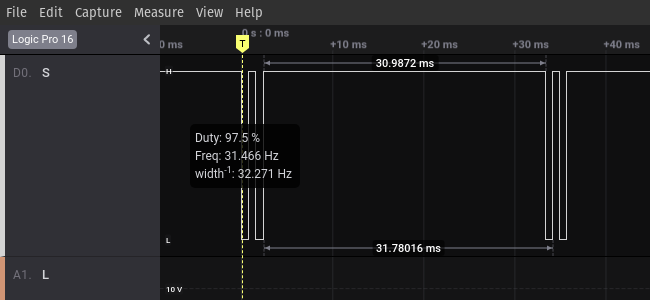 File Edit Capture Measure View Help
Logic Pro 16
0 s : 0 ms
0 ms +10 ms +20 ms +30 ms +40 ms
30.9872 ms
D0. S
H
Duty: 97.5 %
Freq: 31.466 Hz
width-1: 32.271 Hz
L
31.78016 ms
A1. L
10 V
T